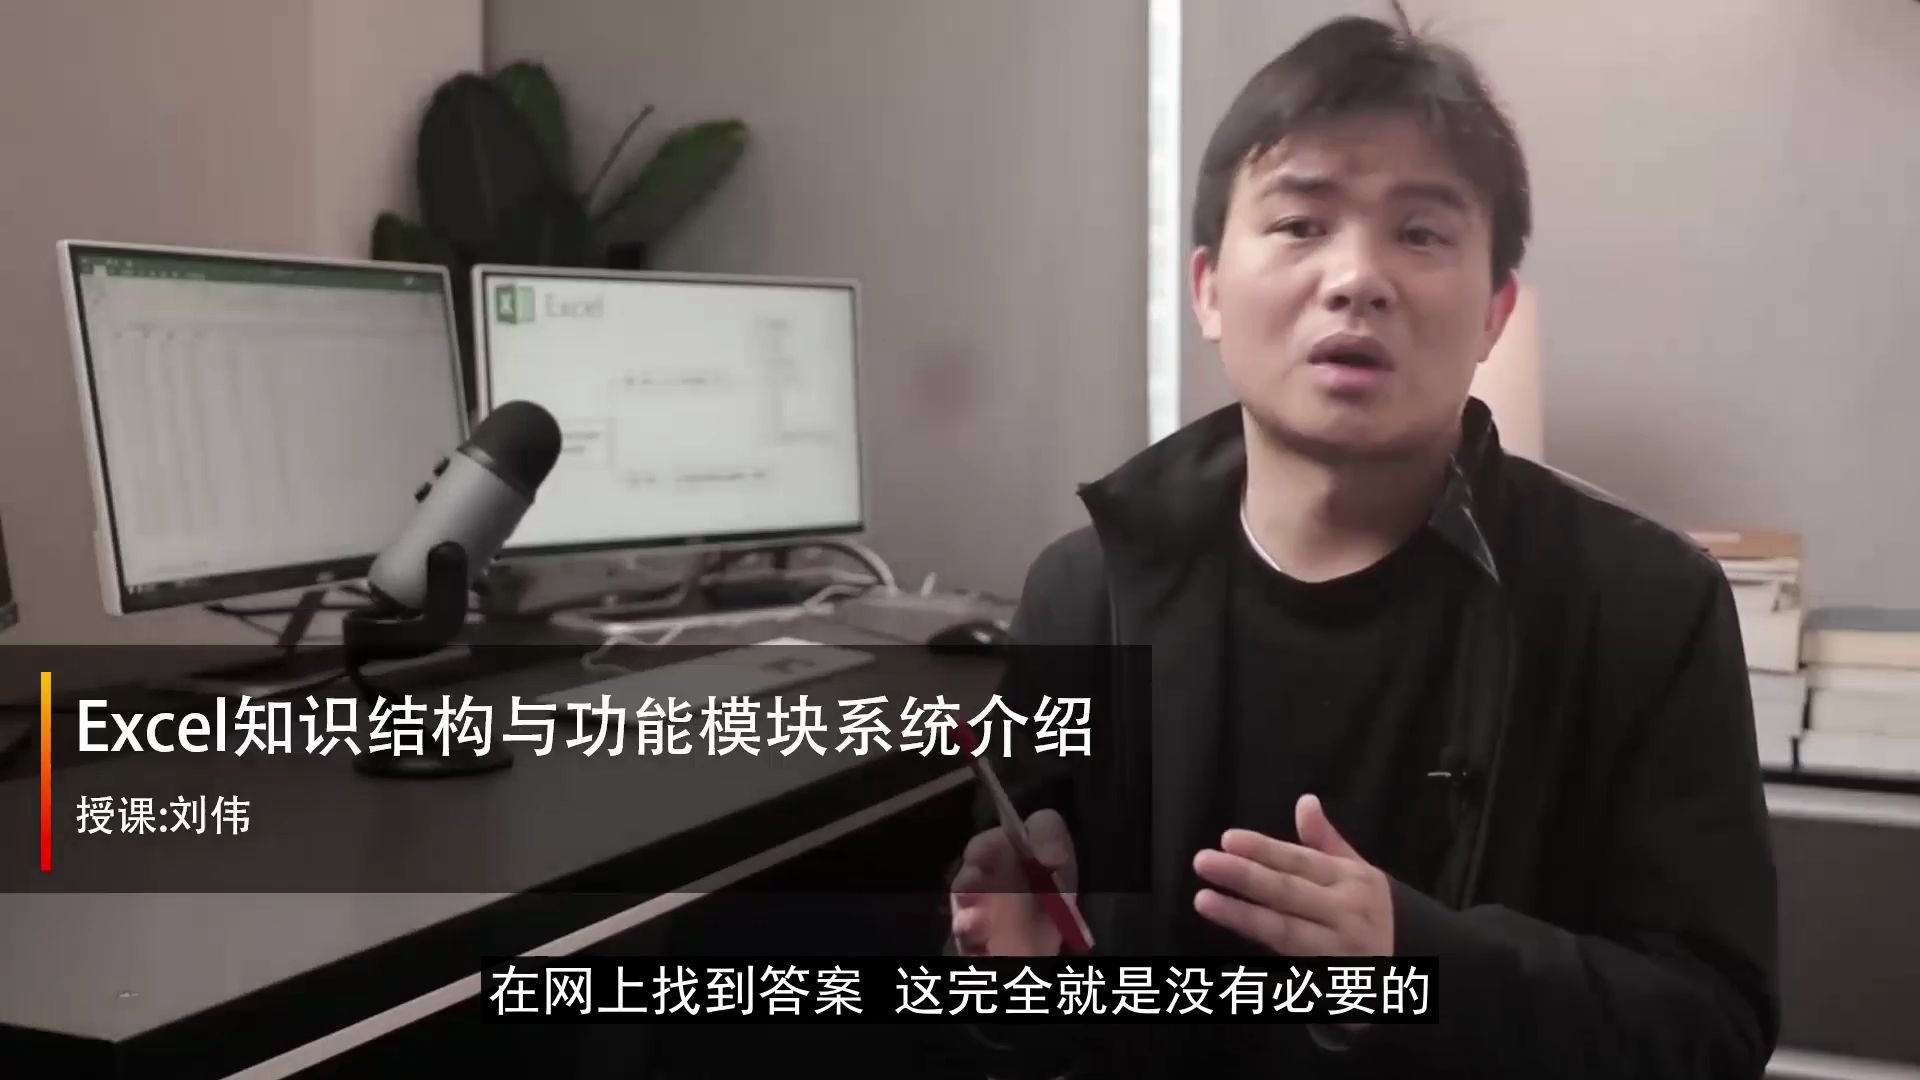 Excel
Excel知识结构与功能模块系统介绍
授课:刘伟
在网上找到答案 这完全就是没有必要的